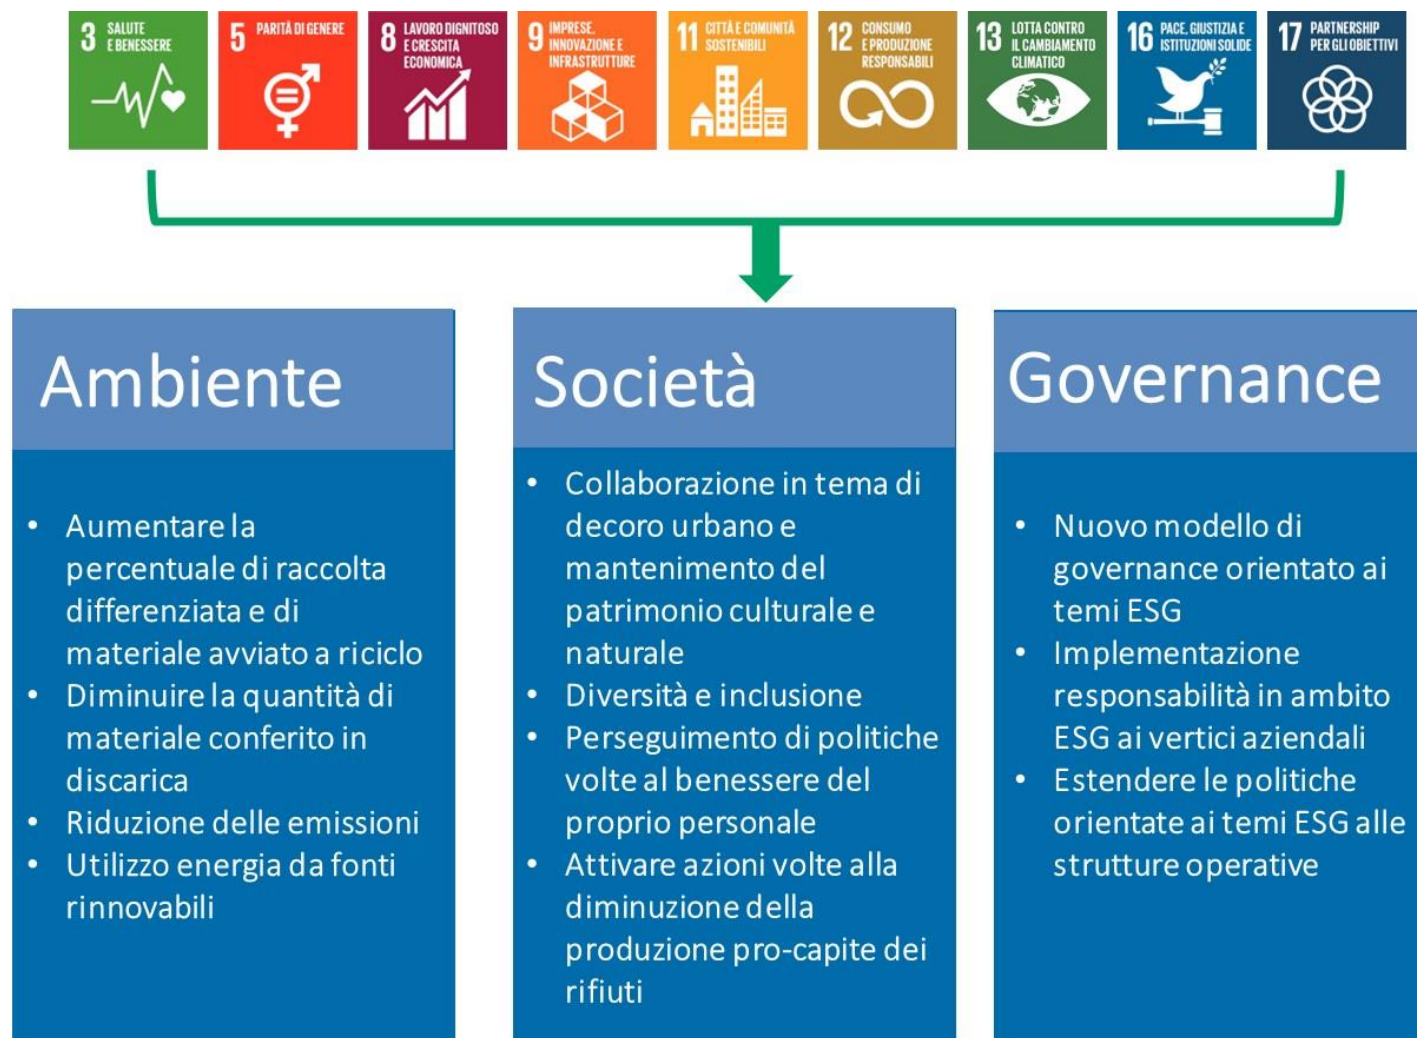 3 SALUTE
E BENESSERE
5 PARITÀ DI GENERE
8 LAVORO DIGNITOSO
E CRESCITA
ECONOMICA
9 IMPRESE,
INNOVAZIONE E
INFRASTRUTTURE
11 CITTÀ E COMUNITÀ
SOSTENIBILI
12 CONSUMO
E PRODUZIONE
RESPONSABILI
13 LOTTA CONTRO
IL CAMBIAMENTO
CLIMATICO
16 PACE, GIUSTIZIA E
ISTITUZIONI SOLIDE
17 PARTNERSHIP
PER GLI OBIETTIVI
Ambiente
• Aumentare la
percentuale di raccolta
differenziata e di
materiale avviato a riciclo
• Diminuire la quantità di
materiale conferito in
discarica
• Riduzione delle emissioni
• Utilizzo energia da fonti
rinnovabili
Società
• Collaborazione in tema di
decoro urbano e
mantenimento del
patrimonio culturale e
naturale
• Diversità e inclusione
• Perseguimento di politiche
volte al benessere del
proprio personale
• Attivare azioni volte alla
diminuzione della
produzione pro-capite dei
rifiuti
Governance
• Nuovo modello di
governance orientato ai
temi ESG
• Implementazione
responsabilità in ambito
ESG ai vertici aziendali
• Estendere le politiche
orientate ai temi ESG alle
strutture operative